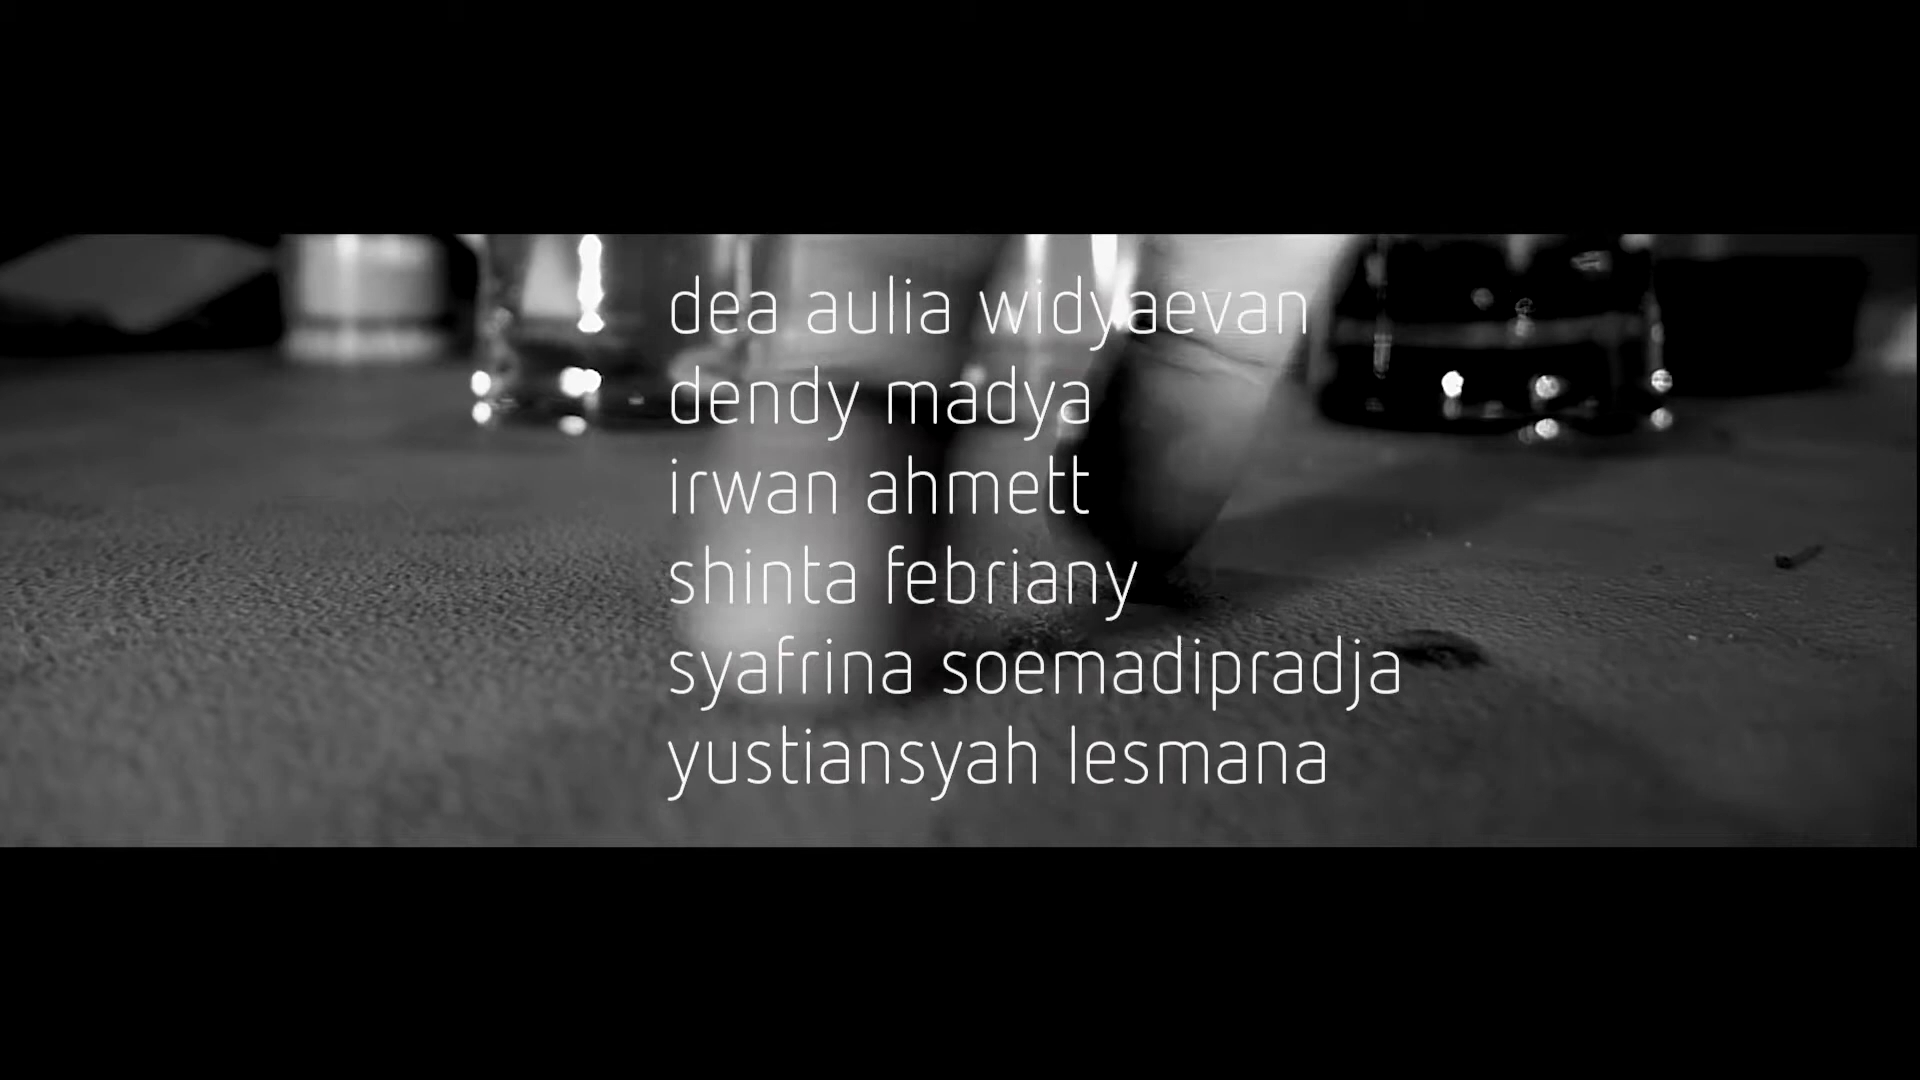 dea aulia widyaevan
dendy madya
irwan ahmett
shinta febriany
syafrina soemadipradja
yustiansyah lesmana